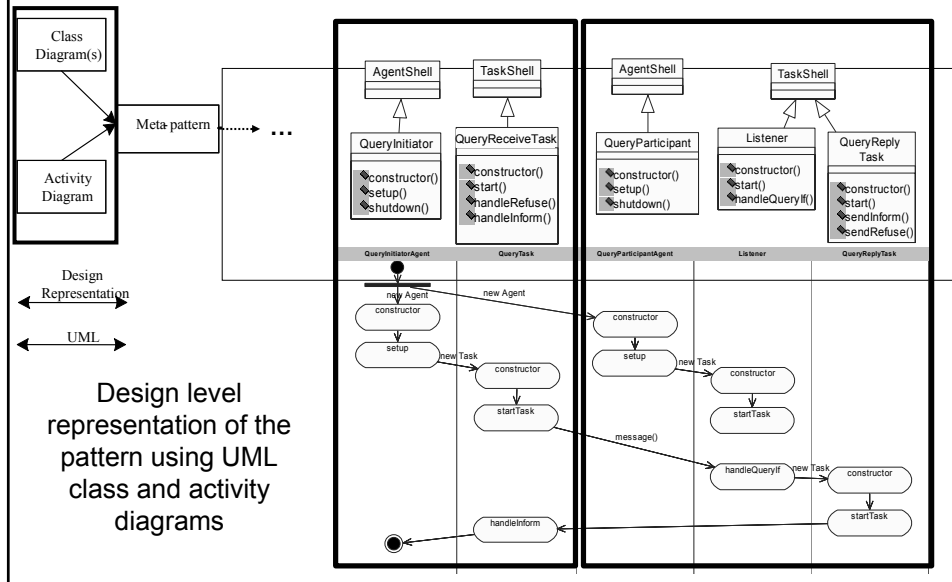 Class
Diagram(s)
Meta-pattern
...
Activity
Diagram
Design
Representation
UML
Design level
representation of the
pattern using UML
class and activity
diagrams
AgentShell
TaskShell
QueryInitiator
constructor()
setup()
shutdown()
QueryReceiveTask
constructor()
start()
handleRefuse()
handleInform()
AgentShell
TaskShell
QueryParticipant
constructor()
setup()
shutdown()
Listener
constructor()
start()
handleQueryIf()
QueryReply
Task
constructor()
start()
sendInform()
sendRefuse()
QueryInitiatorAgent
QueryTask
QueryParticipantAgent
Listener
QueryReplyTask
new Agent
new Agent
constructor
constructor
setup
new Task
setup
new Task
constructor
constructor
startTask
startTask
message()
handleQueryIf
new Task
constructor
startTask
handleInform